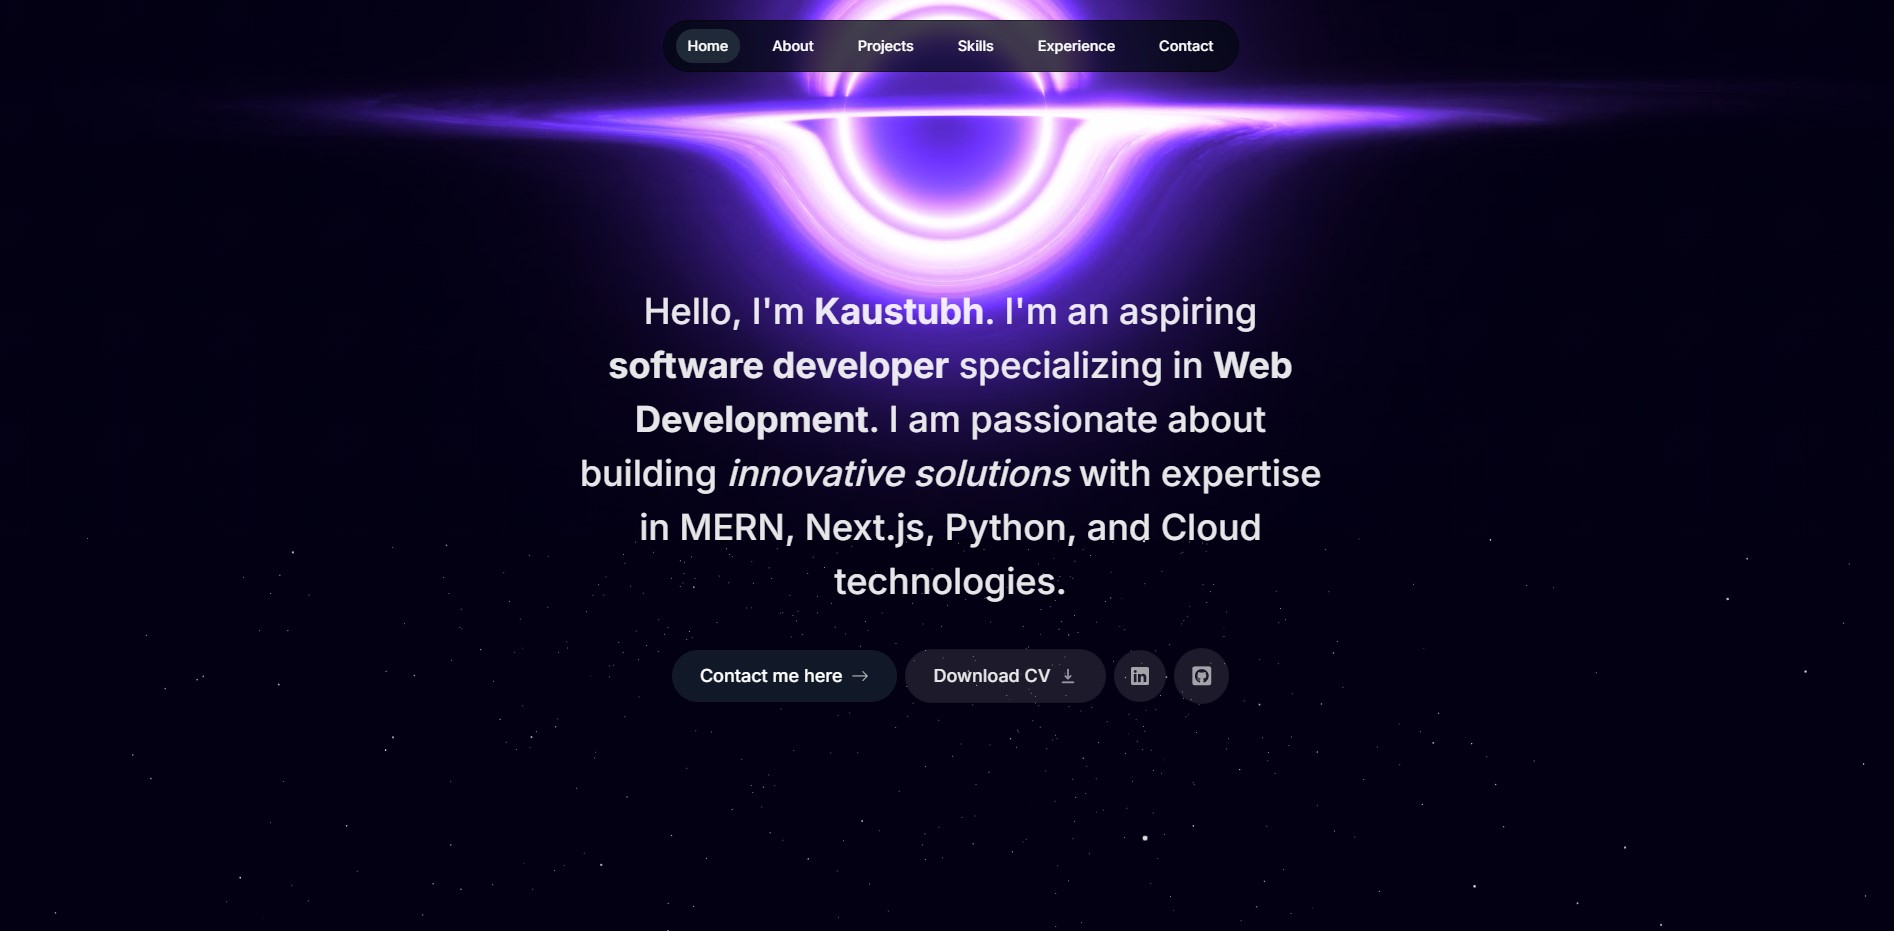 Home About Projects Skills Experience Contact
Hello, I'm Kaustubh. I'm an aspiring
software developer specializing in Web
Development. I am passionate about
building innovative solutions with expertise
in MERN, Next.js, Python, and Cloud
technologies.
Contact me here → Download CV in